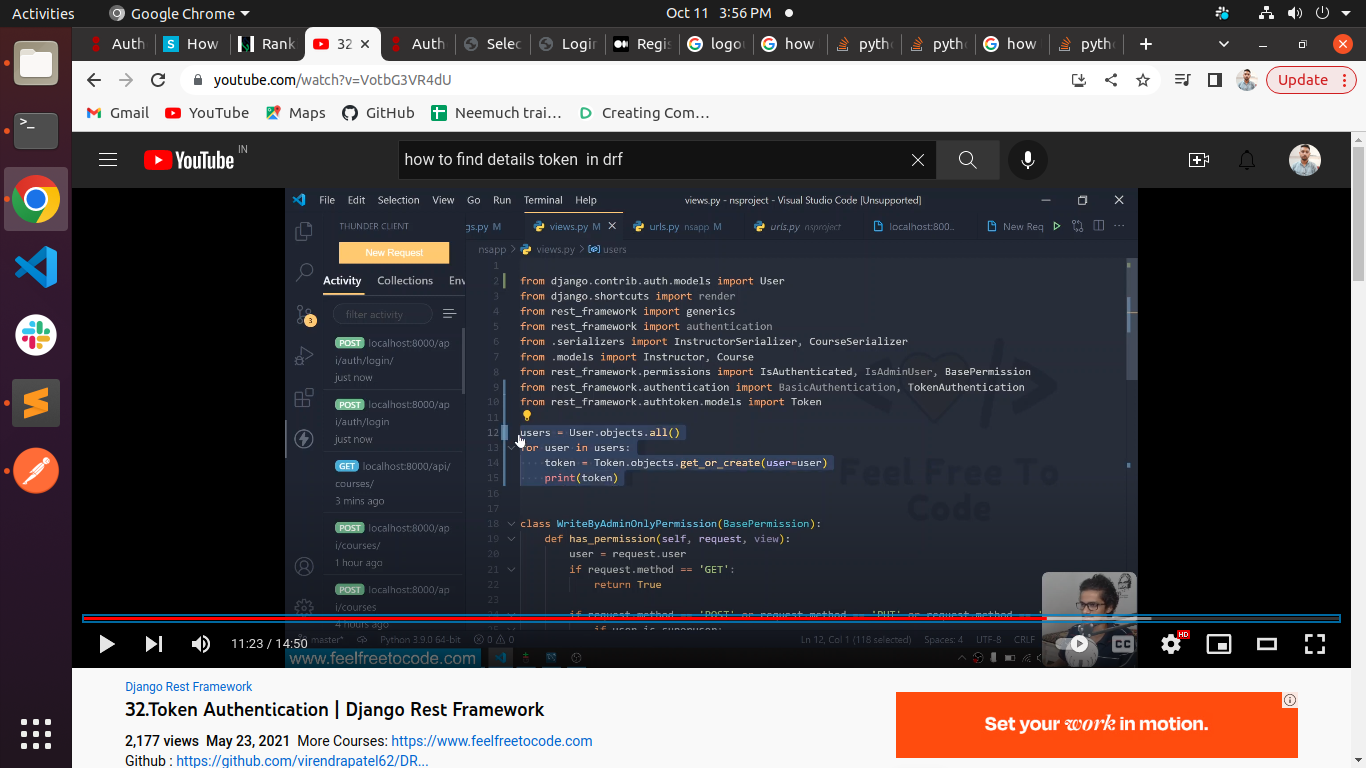 Activities
Google Chrome
Oct 11 3:56 PM
Auth
How
Rank
32
Auth
Selec
Login
Regis
logou
how
pytho
pytho
how
pytho
youtube.com/watch?v=VotbG3VR4dU
Update
Gmail
YouTube
Maps
GitHub
Neemuch trai...
Creating Com...
YouTube
IN
how to find details token in drf
File Edit Selection View Go Run Terminal Help
views.py - nsproject - Visual Studio Code [Unsupported]
THUNDER CLIENT
gs.py M
views.py M
urls.py nsapp M
urls.py nsproject
localhost:800..
New Req
New Request
nsapp > views.py > users
Activity Collections Env
filter activity
POST localhost:8000/ap
i/auth/login/
just now
POST localhost:8000/ap
i/auth/login
just now
GET localhost:8000/api/
courses/
3 mins ago
POST localhost:8000/ap
i/courses/
1 hour ago
POST localhost:8000/ap
i/courses
4 hours ago
3
1
2 from django.contrib.auth.models import User
3 from django.shortcuts import render
4 from rest_framework import generics
5 from rest_framework import authentication
6 from .serializers import InstructorSerializer, CourseSerializer
7 from .models import Instructor, Course
8 from rest_framework.permissions import IsAuthenticated, IsAdminUser, BasePermission
9 from rest_framework.authentication import BasicAuthentication, TokenAuthentication
10 from rest_framework.authtoken.models import Token
11
12 users = User.objects.all()
13 for user in users:
14 token = Token.objects.get_or_create(user=user)
15 print(token)
16
17
18 class WriteByAdminOnlyPermission(BasePermission):
19 def has_permission(self, request, view):
20 user = request.user
21 if request.method == 'GET':
22 return True
23
24 if request.method == 'POST' or request.method == 'PUT' or request.method == '
25 if user.is_superuser:
Feel Free To
Code
master*
Python 3.9.0 64-bit
0 0
Ln 12, Col 1 (118 selected)
Spaces: 4
UTF-8
CRLF
11:23 / 14:50
CC
HD
www.feelfreetocode.com
Django Rest Framework
32.Token Authentication | Django Rest Framework
2,177 views May 23, 2021 More Courses: https://www.feelfreetocode.com
Github : https://github.com/virendrapatel62/DR...
Set your work in motion.